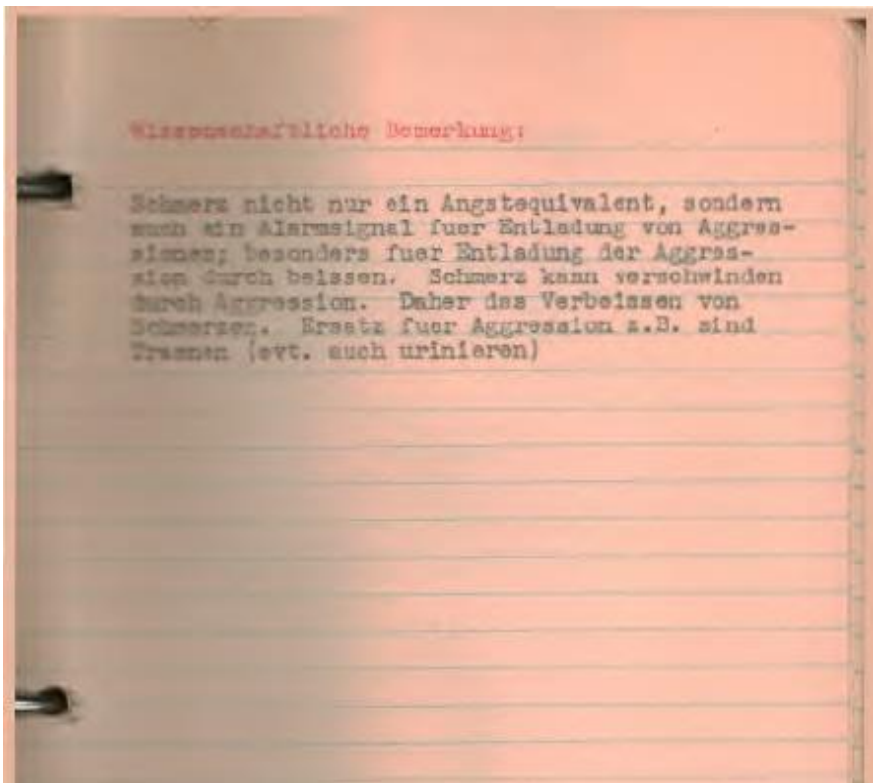 Wissenschaftliche Bemerkung:
Schmerz nicht nur ein Angstequivalent, sondern
auch ein Alarmsignal fuer Entladung von Aggres-
sionen; besonders fuer Entladung der Aggres-
sion durch beissen. Schmerz kann verschwinden
durch Aggression. Daher das Verbeissen von
Schmerzen. Ersatz fuer Aggression z.B. sind
Traenen (evt. auch urinieren)